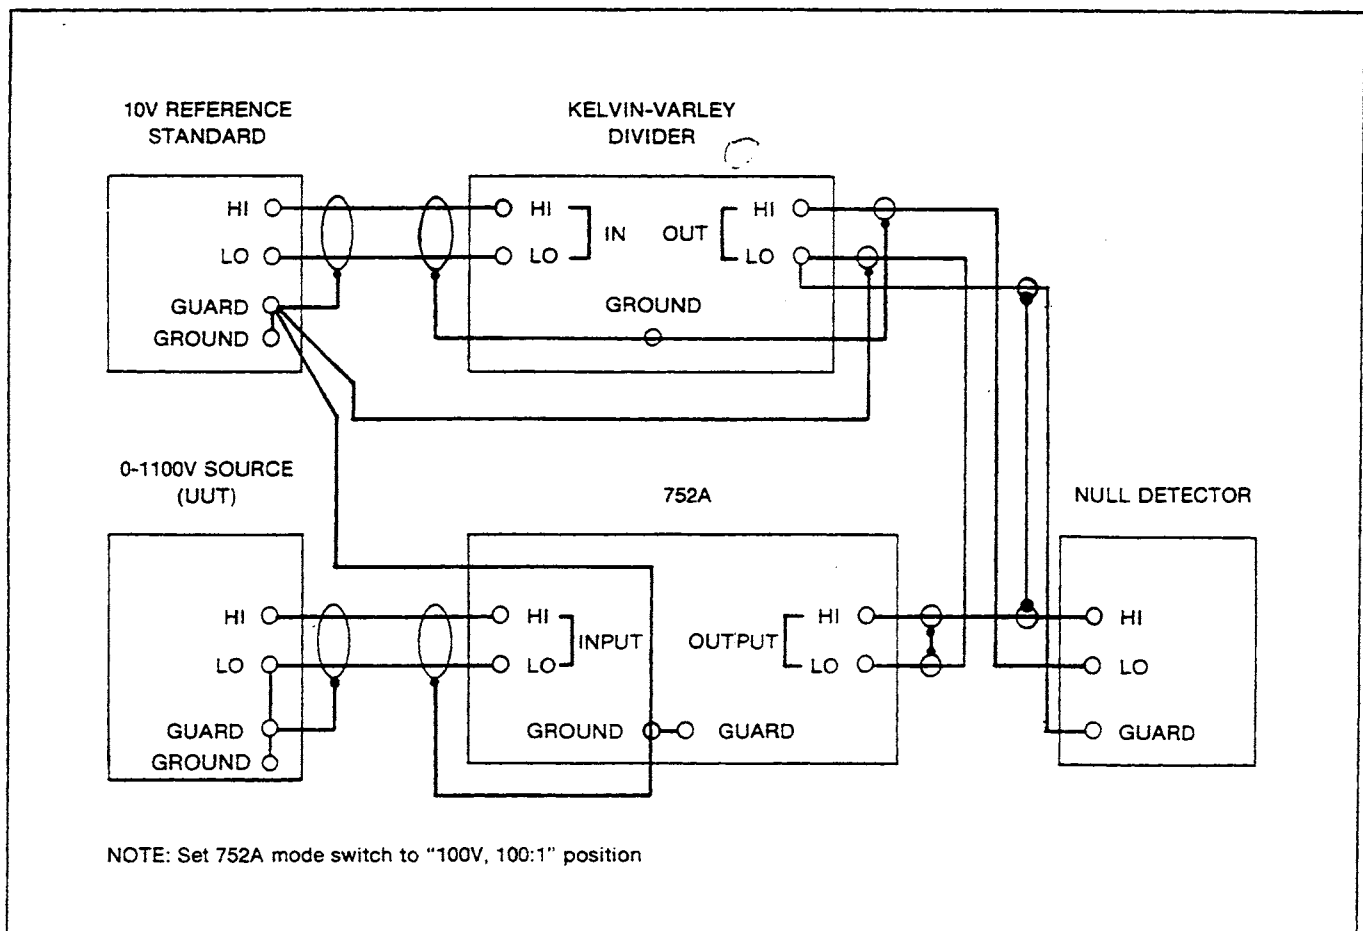 10V REFERENCE
STANDARD
KELVIN-VARLEY
DIVIDER
HI
LO
GUARD
GROUND
HI
LO
IN
OUT
HI
LO
GROUND
0-1100V SOURCE
(UUT)
752A
NULL DETECTOR
HI
LO
GUARD
GROUND
HI
LO
INPUT
OUTPUT
HI
LO
GROUND
GUARD
HI
LO
GUARD
NOTE: Set 752A mode switch to "100V, 100:1" position